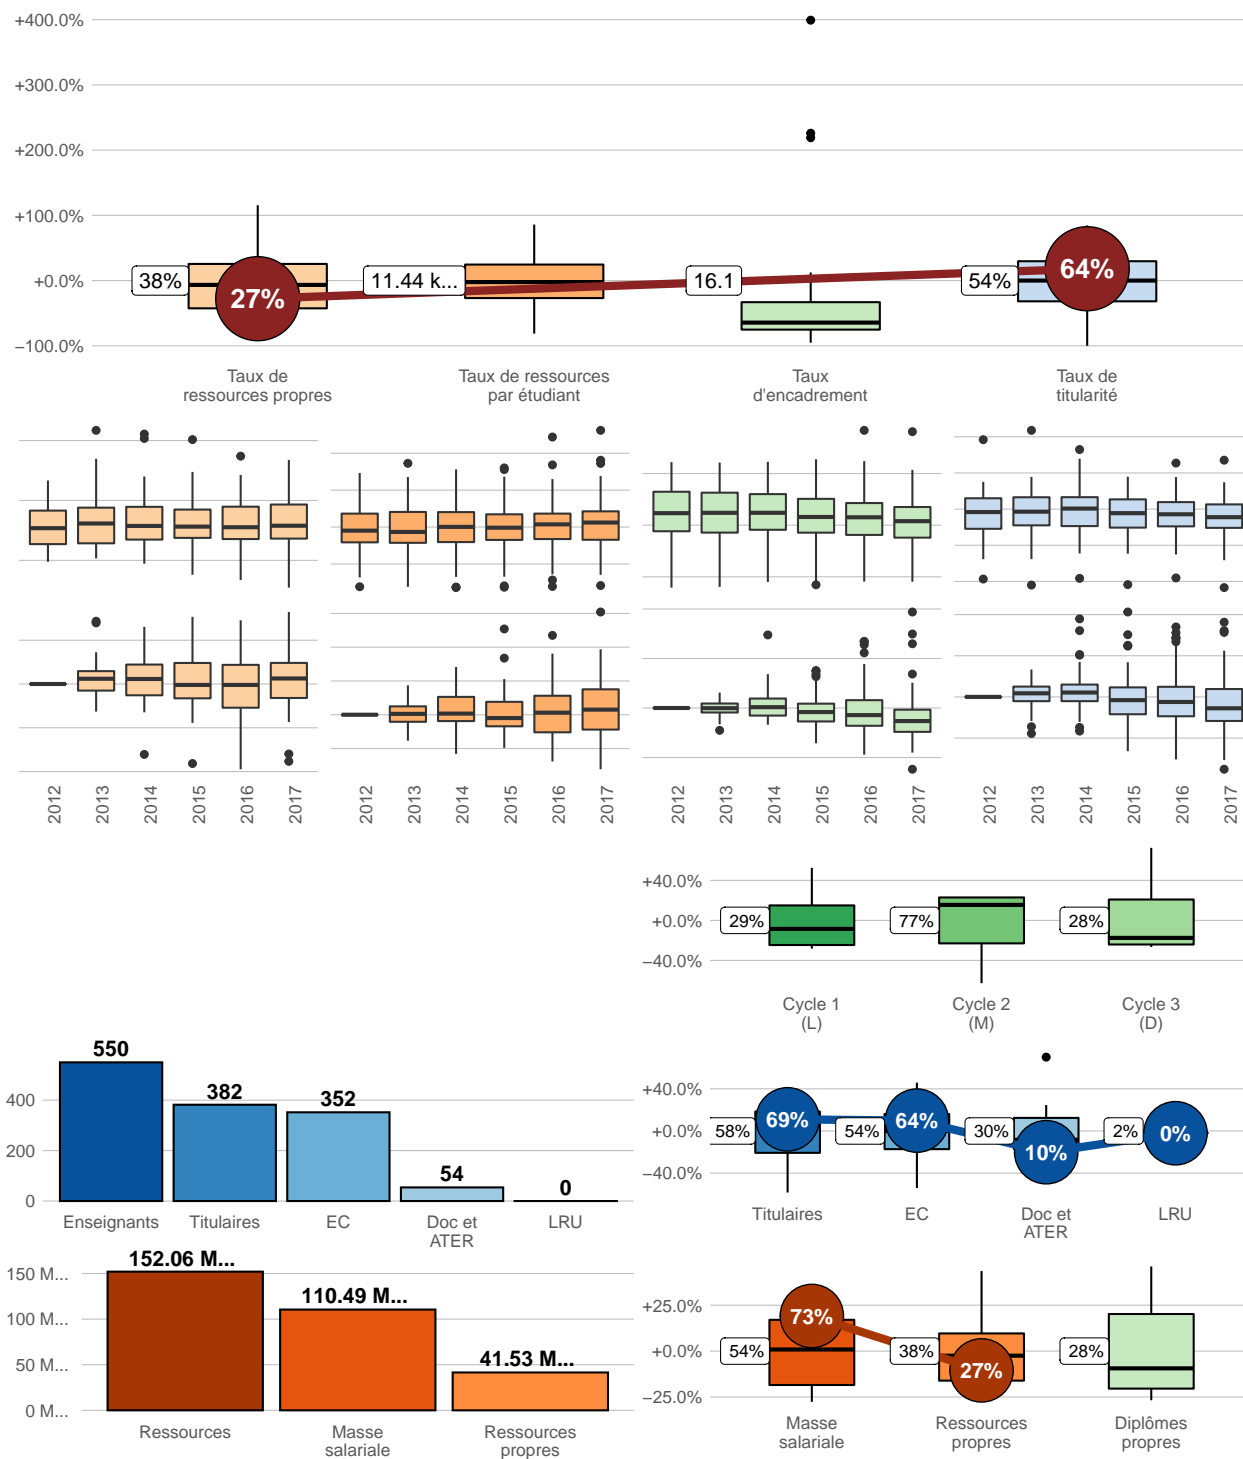 +400.0%
+300.0%
+200.0%
+100.0%
+0.0%
−100.0%
38%
27%
11.44 k...
16.1
54%
64%
Taux de
ressources propres
Taux de ressources
par étudiant
Taux
d'encadrement
Taux de
titularité
2012 2013 2014 2015 2016 2017
2012 2013 2014 2015 2016 2017
2012 2013 2014 2015 2016 2017
2012 2013 2014 2015 2016 2017
+40.0%
+0.0%
−40.0%
29%
77%
28%
Cycle 1
(L)
Cycle 2
(M)
Cycle 3
(D)
550
382
352
54
0
400
200
0
Enseignants
Titulaires
EC
Doc et
ATER
LRU
+40.0%
+0.0%
−40.0%
58%
69%
54%
64%
30%
10%
2%
0%
Titulaires
EC
Doc et
ATER
LRU
152.06 M...
110.49 M...
41.53 M...
150 M...
100 M...
50 M...
0 M...
Ressources
Masse
salariale
Ressources
propres
+25.0%
+0.0%
−25.0%
54%
73%
38%
27%
28%
Masse
salariale
Ressources
propres
Diplômes
propres